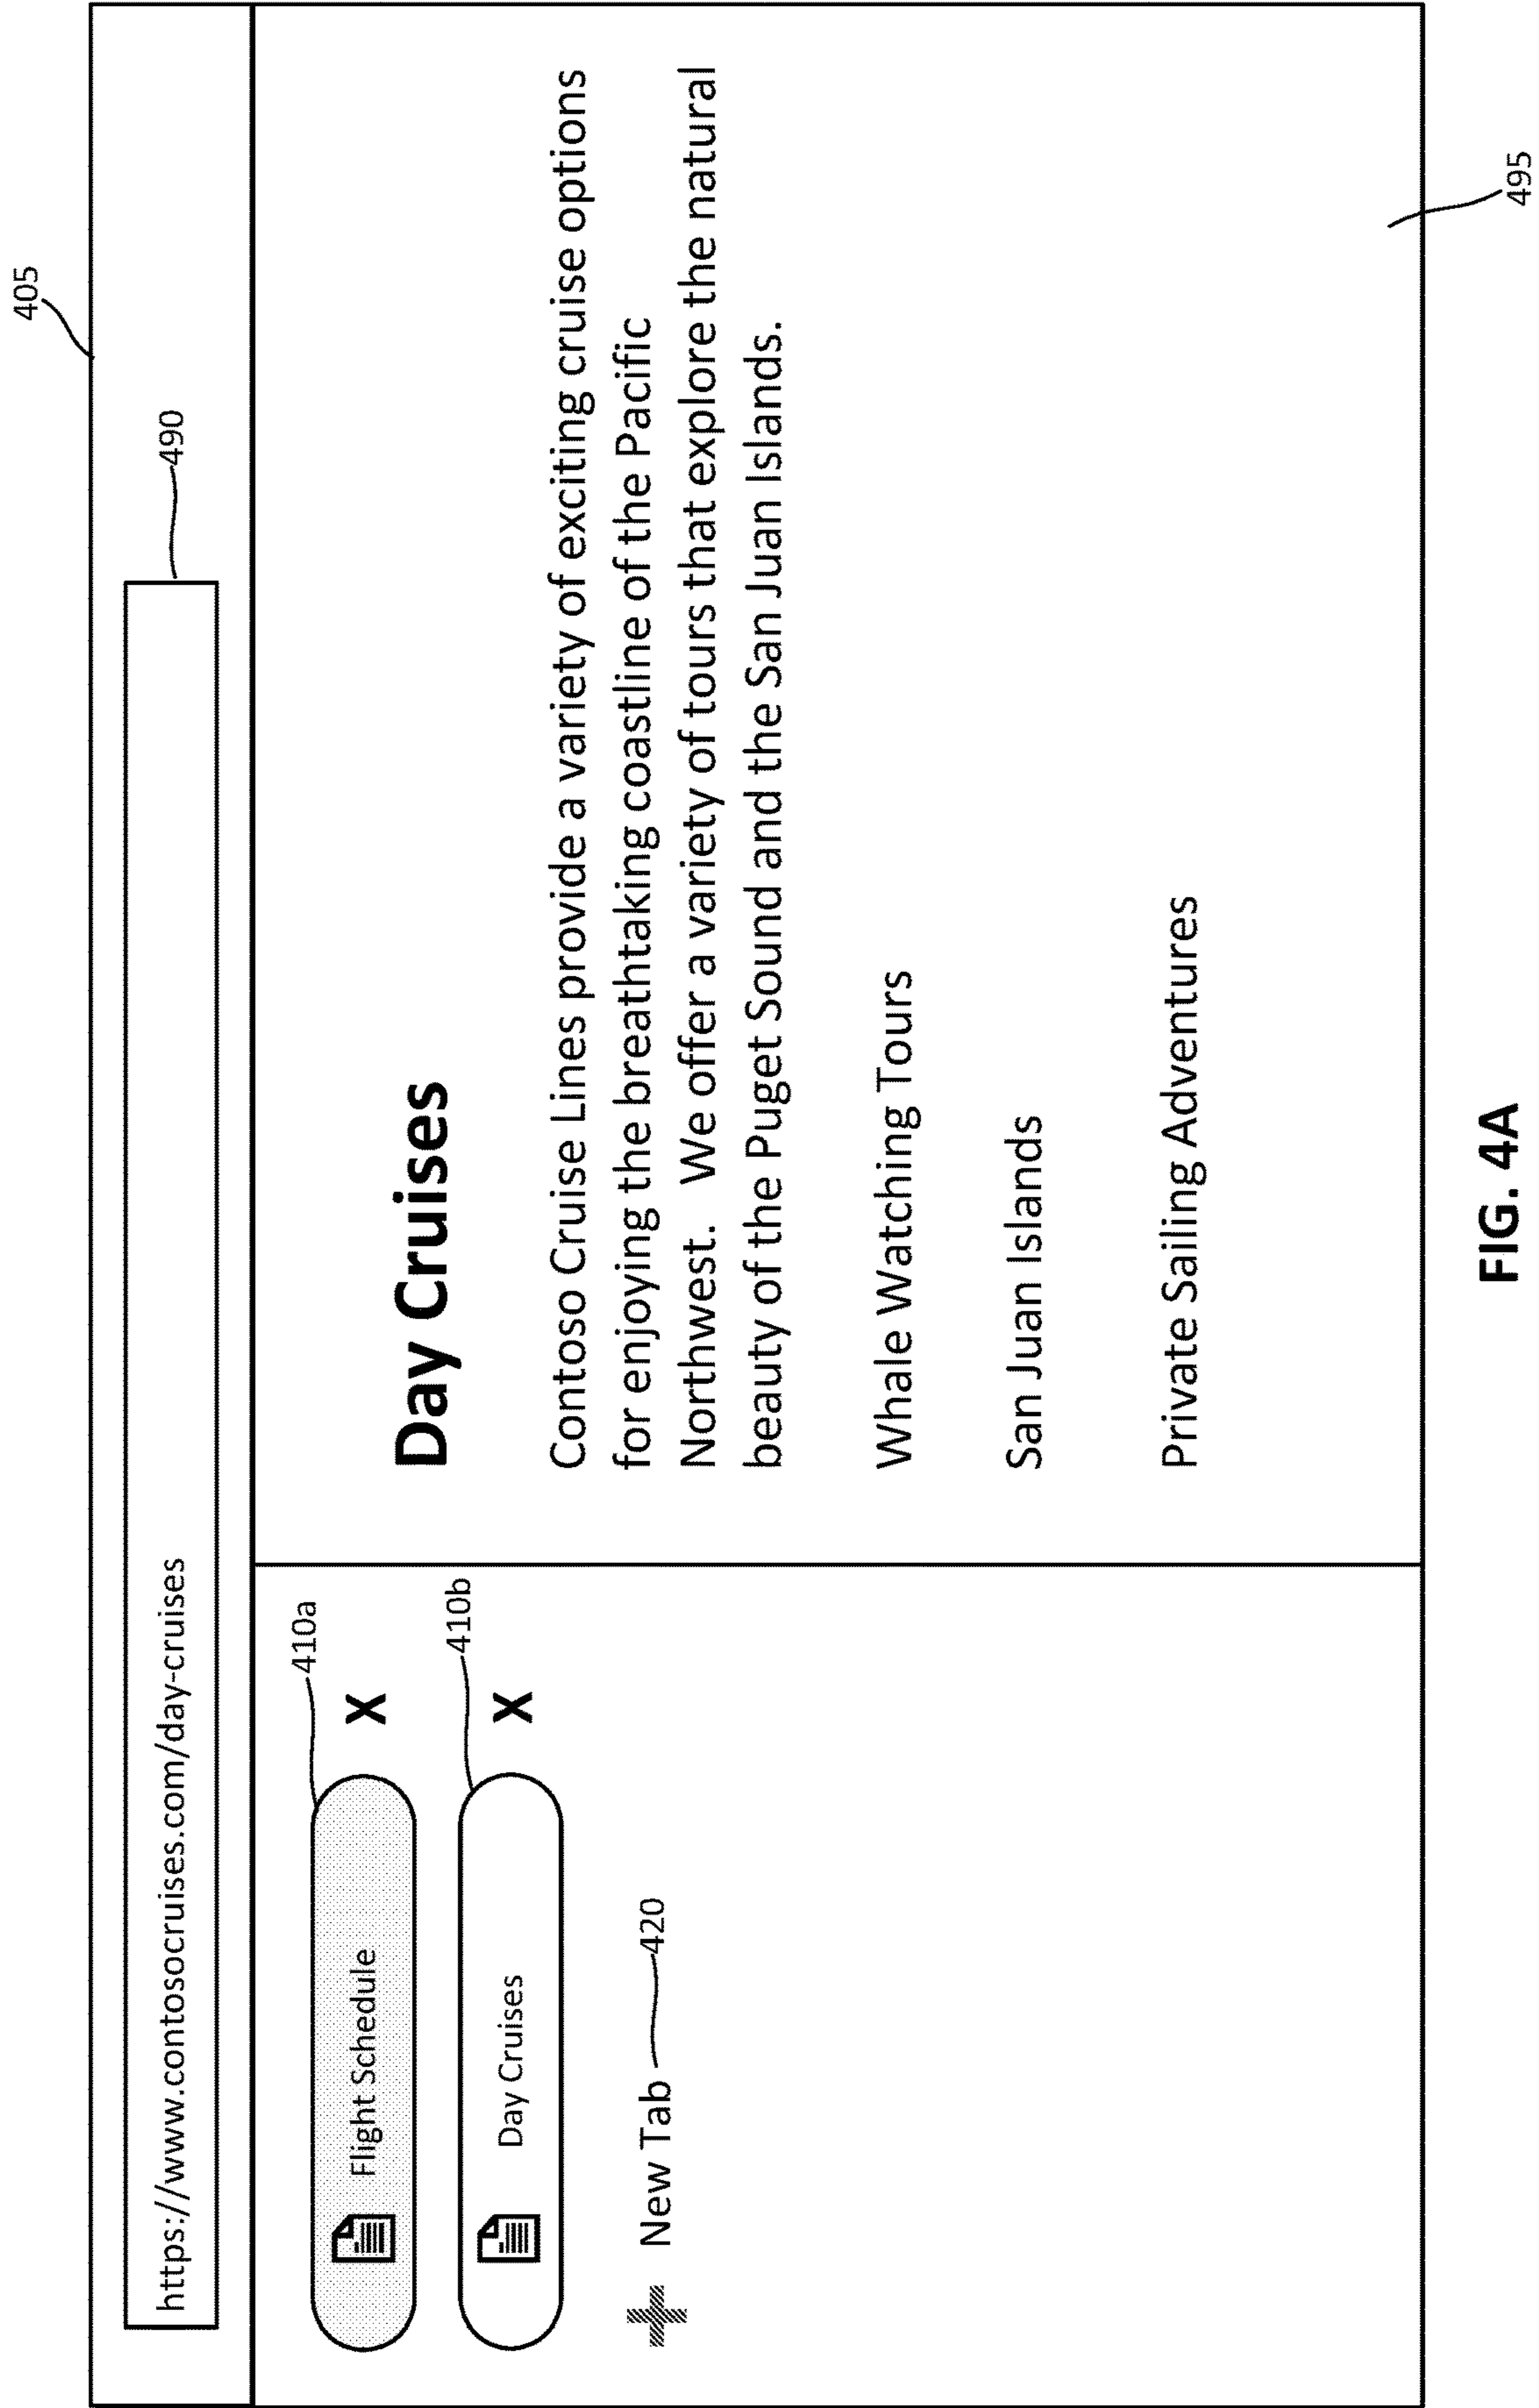 405
490
https://www.contosocruises.com/day-cruises
410a
Flight Schedule X
410b
Day Cruises X
New Tab 420
Day Cruises
Contoso Cruise Lines provide a variety of exciting cruise options
for enjoying the breathtaking coastline of the Pacific
Northwest. We offer a variety of tours that explore the natural
beauty of the Puget Sound and the San Juan Islands.
Whale Watching Tours
San Juan Islands
Private Sailing Adventures
495
FIG. 4A